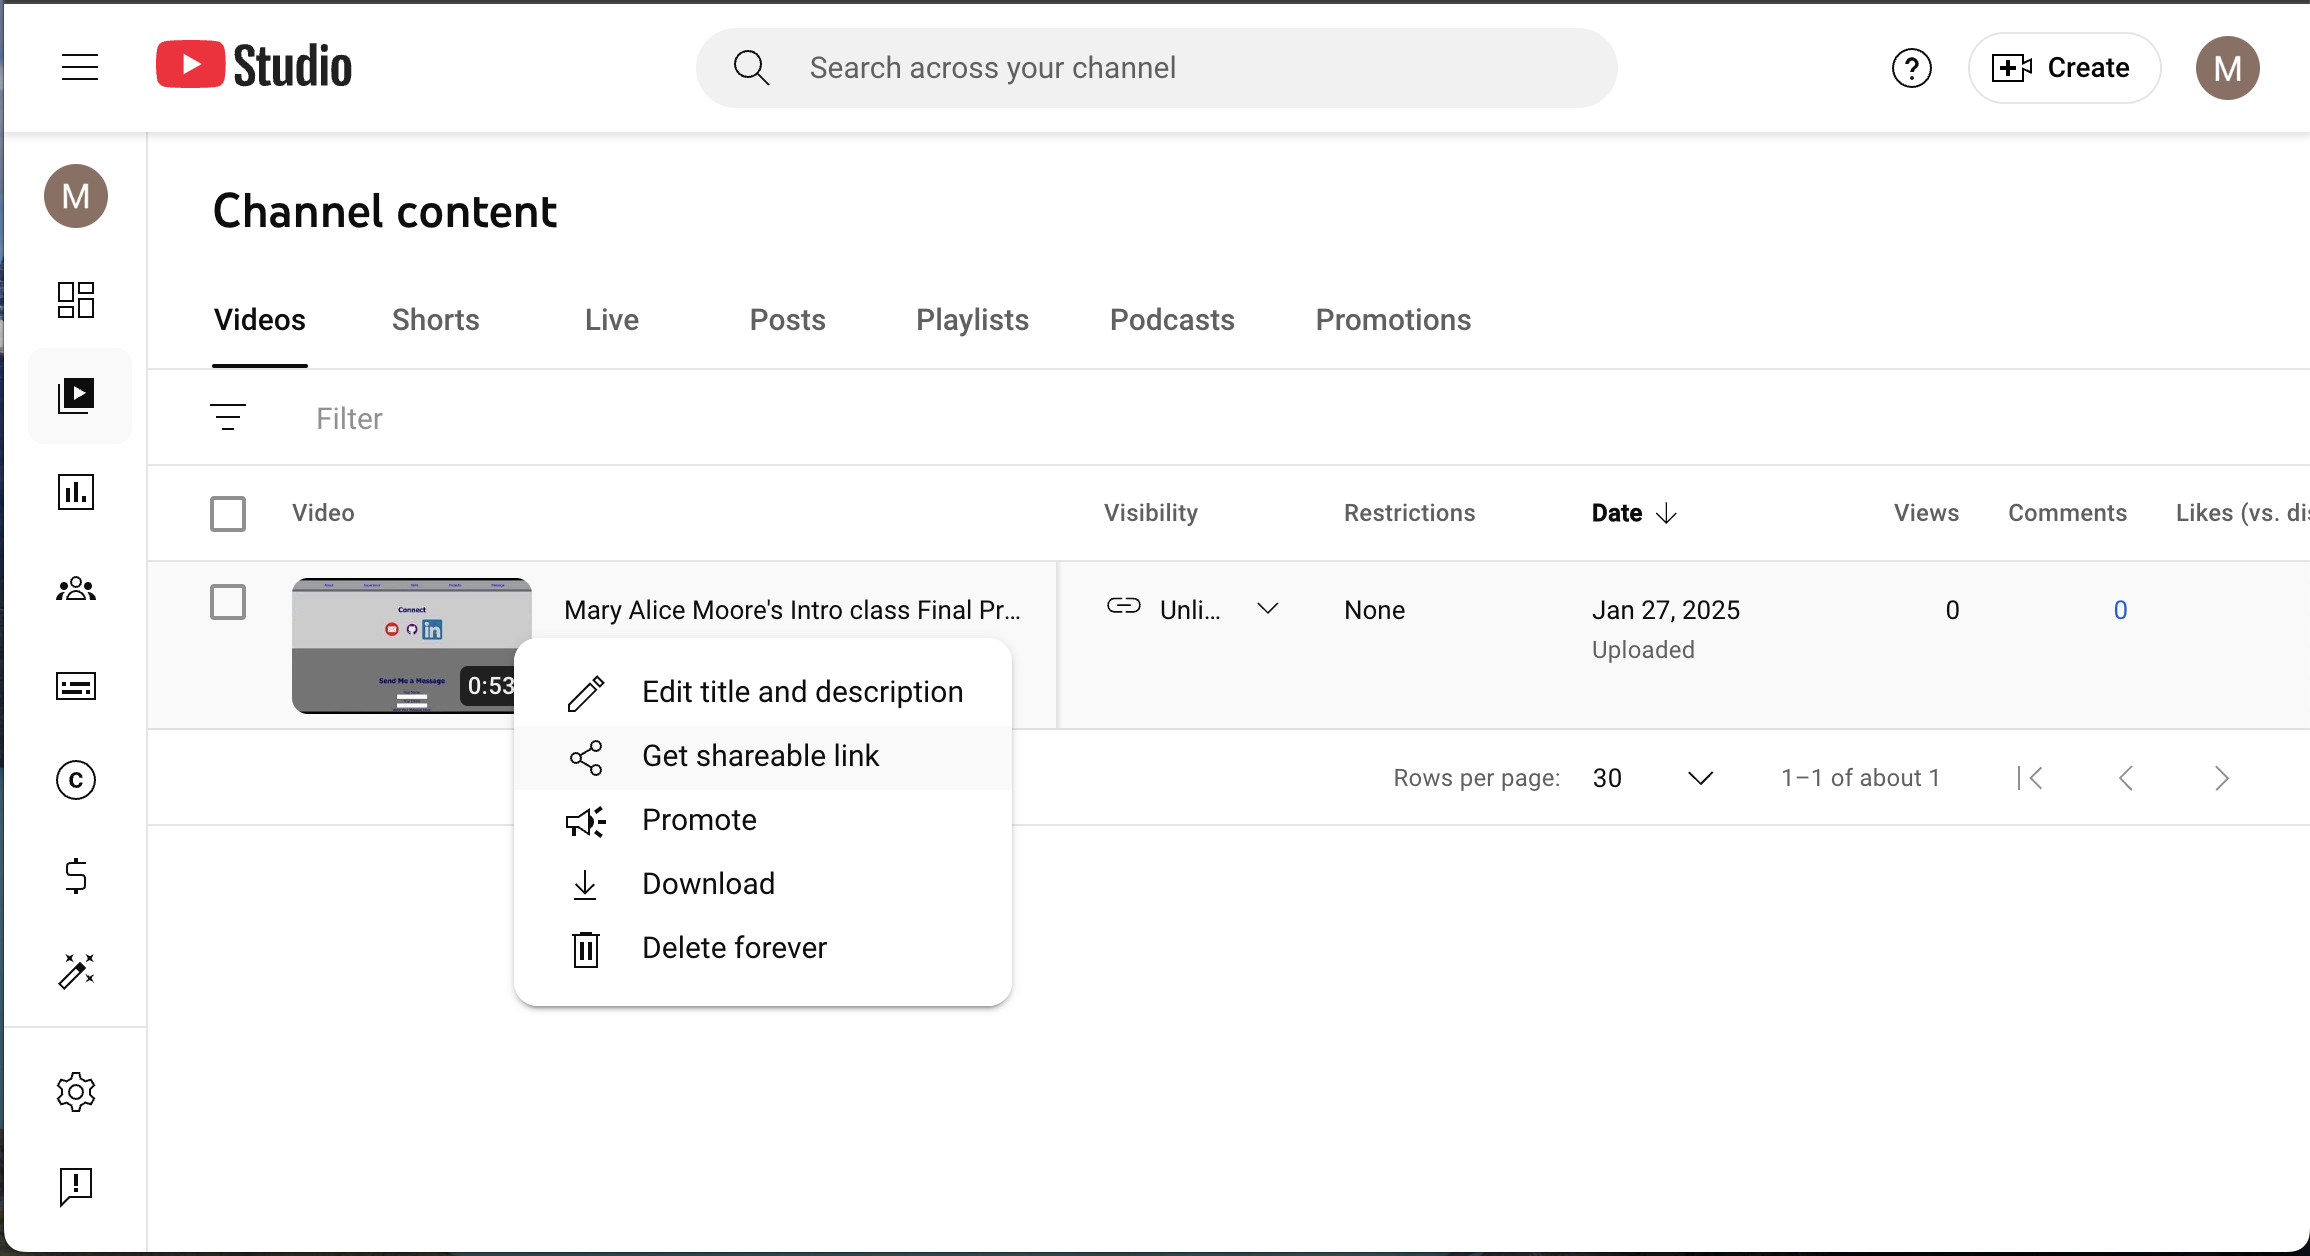 Studio
Search across your channel
? Create M
M
Channel content
Videos Shorts Live Posts Playlists Podcasts Promotions
Filter
Video Visibility Restrictions Date Views Comments Likes (vs. dis
Mary Alice Moore's Intro class Final Pr... Unli... None Jan 27, 2025 0 0
Uploaded
Connect
in
Send Me a Message
0:53
Edit title and description
Get shareable link
Promote
Download
Delete forever
Rows per page: 30 1–1 of about 1